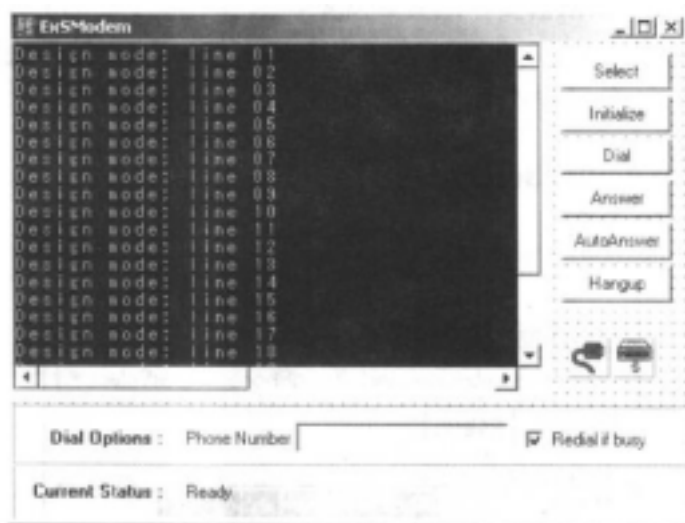 ExSModem
Design mode: line 01
Design mode: line 02
Design mode: line 03
Design mode: line 04
Design mode: line 05
Design mode: line 06
Design mode: line 07
Design mode: line 08
Design mode: line 09
Design mode: line 10
Design mode: line 11
Design mode: line 12
Design mode: line 13
Design mode: line 14
Design mode: line 15
Design mode: line 16
Design mode: line 17
Design mode: line 18
Select
Initialize
Dial
Answer
AutoAnswer
Hangup
S
Dial Options : Phone Number Redial if busy
Current Status : Ready